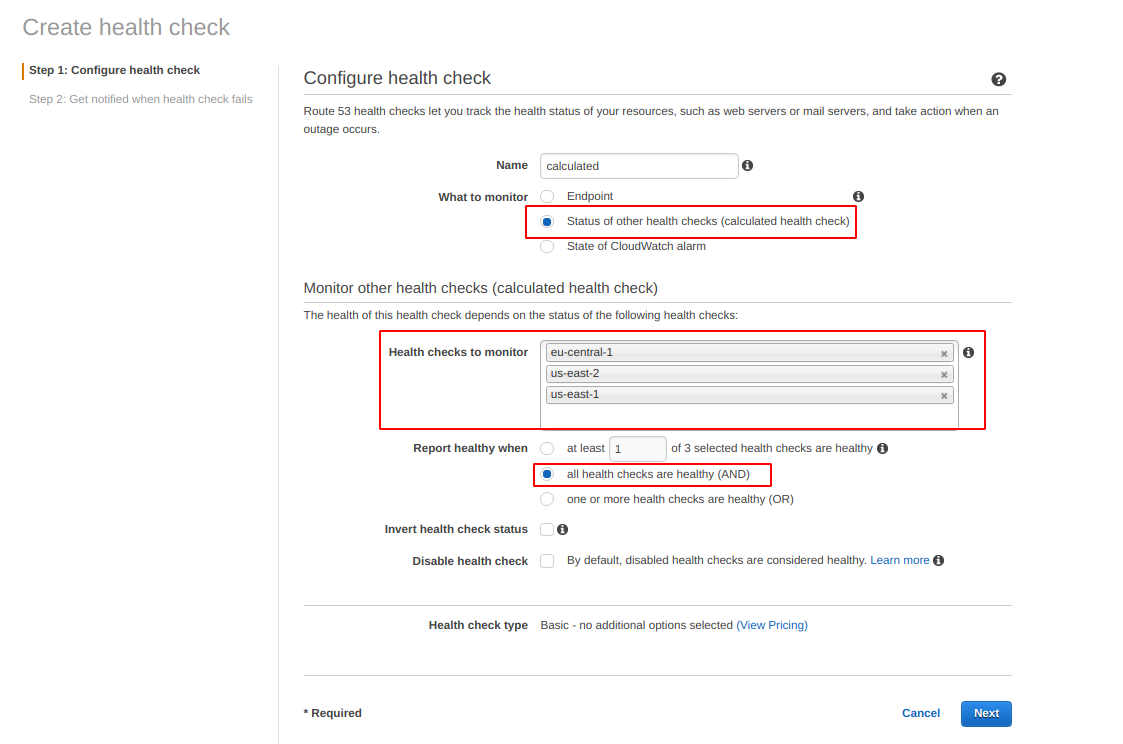 Create health check
Step 1: Configure health check
Step 2: Get notified when health check fails
Configure health check
Route 53 health checks let you track the health status of your resources, such as web servers or mail servers, and take action when an
outage occurs.
Name calculated
What to monitor Endpoint
Status of other health checks (calculated health check)
State of CloudWatch alarm
Monitor other health checks (calculated health check)
The health of this health check depends on the status of the following health checks:
Health checks to monitor eu-central-1
us-east-2
us-east-1
Report healthy when at least 1 of 3 selected health checks are healthy
all health checks are healthy (AND)
one or more health checks are healthy (OR)
Invert health check status
Disable health check By default, disabled health checks are considered healthy. Learn more
Health check type Basic - no additional options selected (View Pricing)
* Required Cancel Next